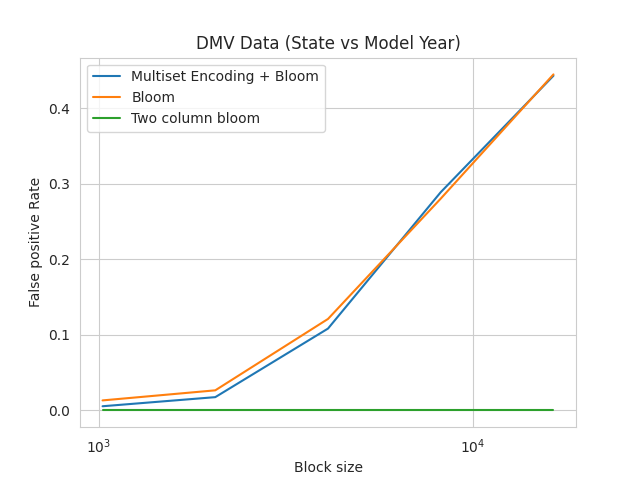 DMV Data (State vs Model Year)
Multiset Encoding + Bloom
Bloom
Two column bloom
False positive Rate
0.4
0.3
0.2
0.1
0.0
10³
10⁴
Block size